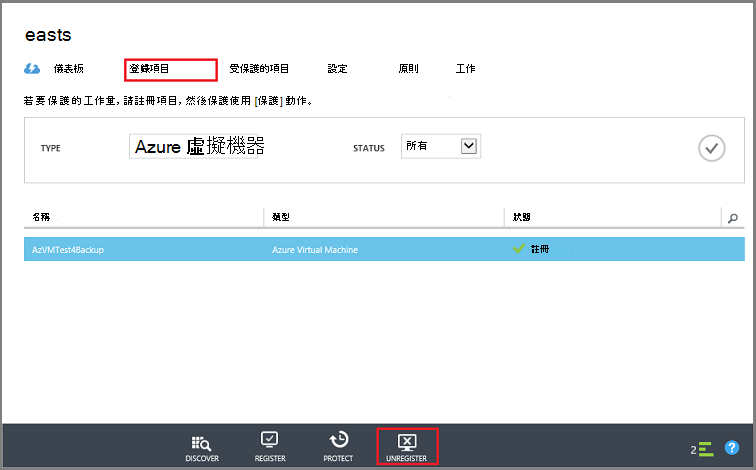 easts
儀表板 登錄項目 受保護的項目 設定 原則 工作
若要保護的工作量, 請註冊項目, 然後保護使用 [保護] 動作。
TYPE Azure 虛擬機器 STATUS 所有
名稱 類型 狀態
AzVMTest4Backup Azure Virtual Machine 註冊
DISCOVER REGISTER PROTECT UNREGISTER 2 ?